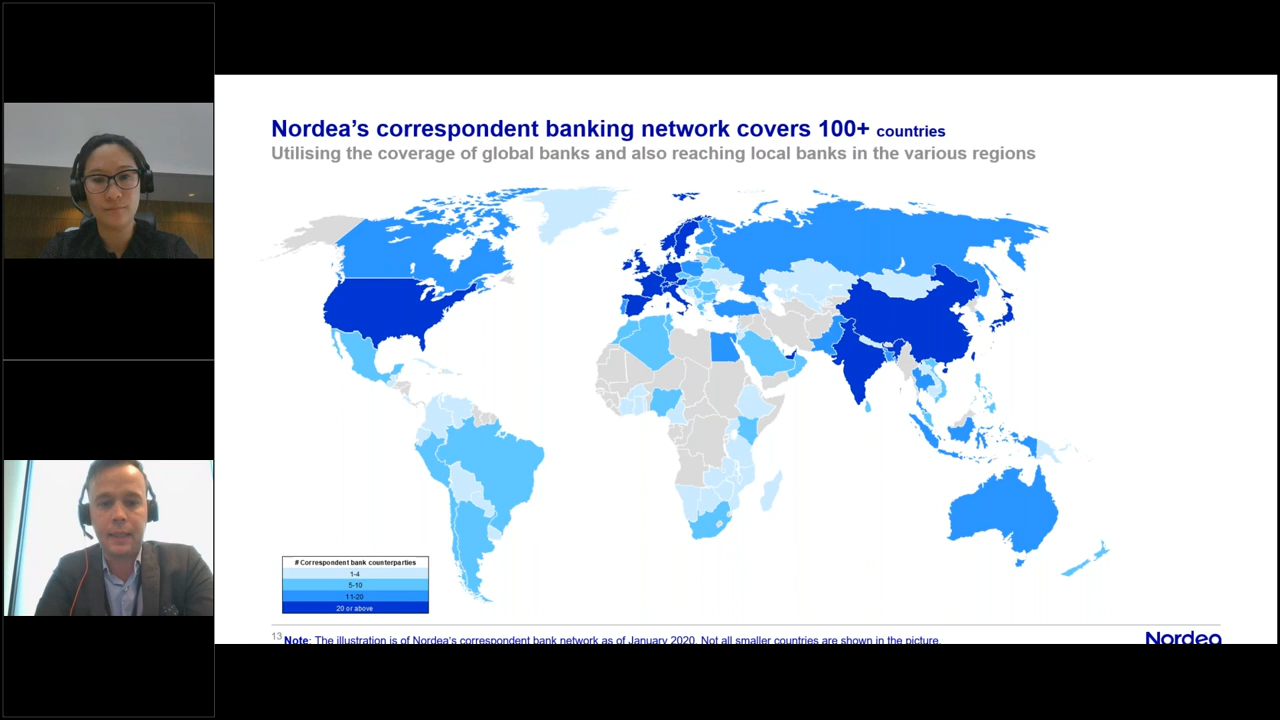 Nordea’s correspondent banking network covers 100+ countries
Utilising the coverage of global banks and also reaching local banks in the various regions
# Correspondent bank counterparties
1-4
5-10
11-20
20 or above
13
Note: The illustration is of Nordea's correspondent bank network as of January 2020. Not all smaller countries are shown in the picture.
Nordea